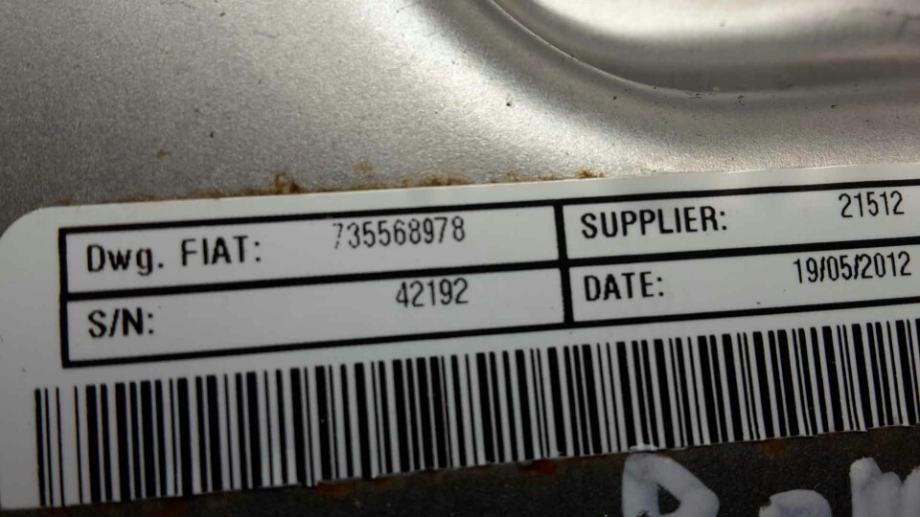 Dwg. FIAT: 735568978 SUPPLIER: 21512
S/N: 42192 DATE: 19/05/2012